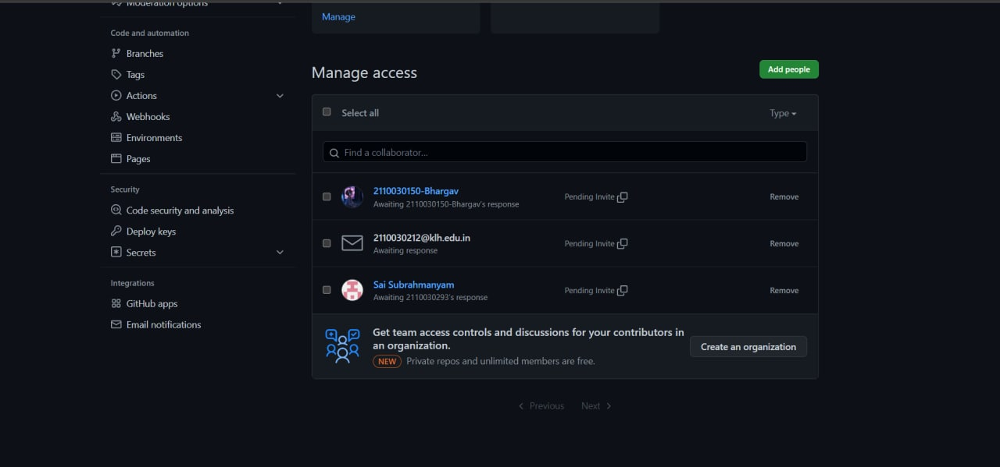 Moderation options
Code and automation
Branches
Tags
Actions
Webhooks
Environments
Pages
Security
Code security and analysis
Deploy keys
Secrets
Integrations
GitHub apps
Email notifications
Manage
Manage access
Add people
Select all
Type
Find a collaborator...
2110030150-Bhargav
Awaiting 2110030150-Bhargav's response
Pending Invite
Remove
2110030212@klh.edu.in
Awaiting response
Pending Invite
Remove
Sai Subrahmanyam
Awaiting 2110030293's response
Pending Invite
Remove
Get team access controls and discussions for your contributors in
an organization.
NEW Private repos and unlimited members are free.
Create an organization
Previous Next